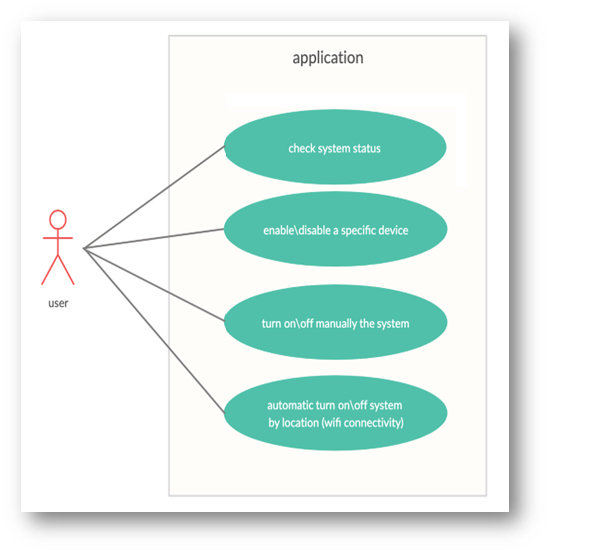 application
check system status
enable\disable a specific device
user
turn on\off manually the system
automatic turn on\off system
by location (wifi connectivity)